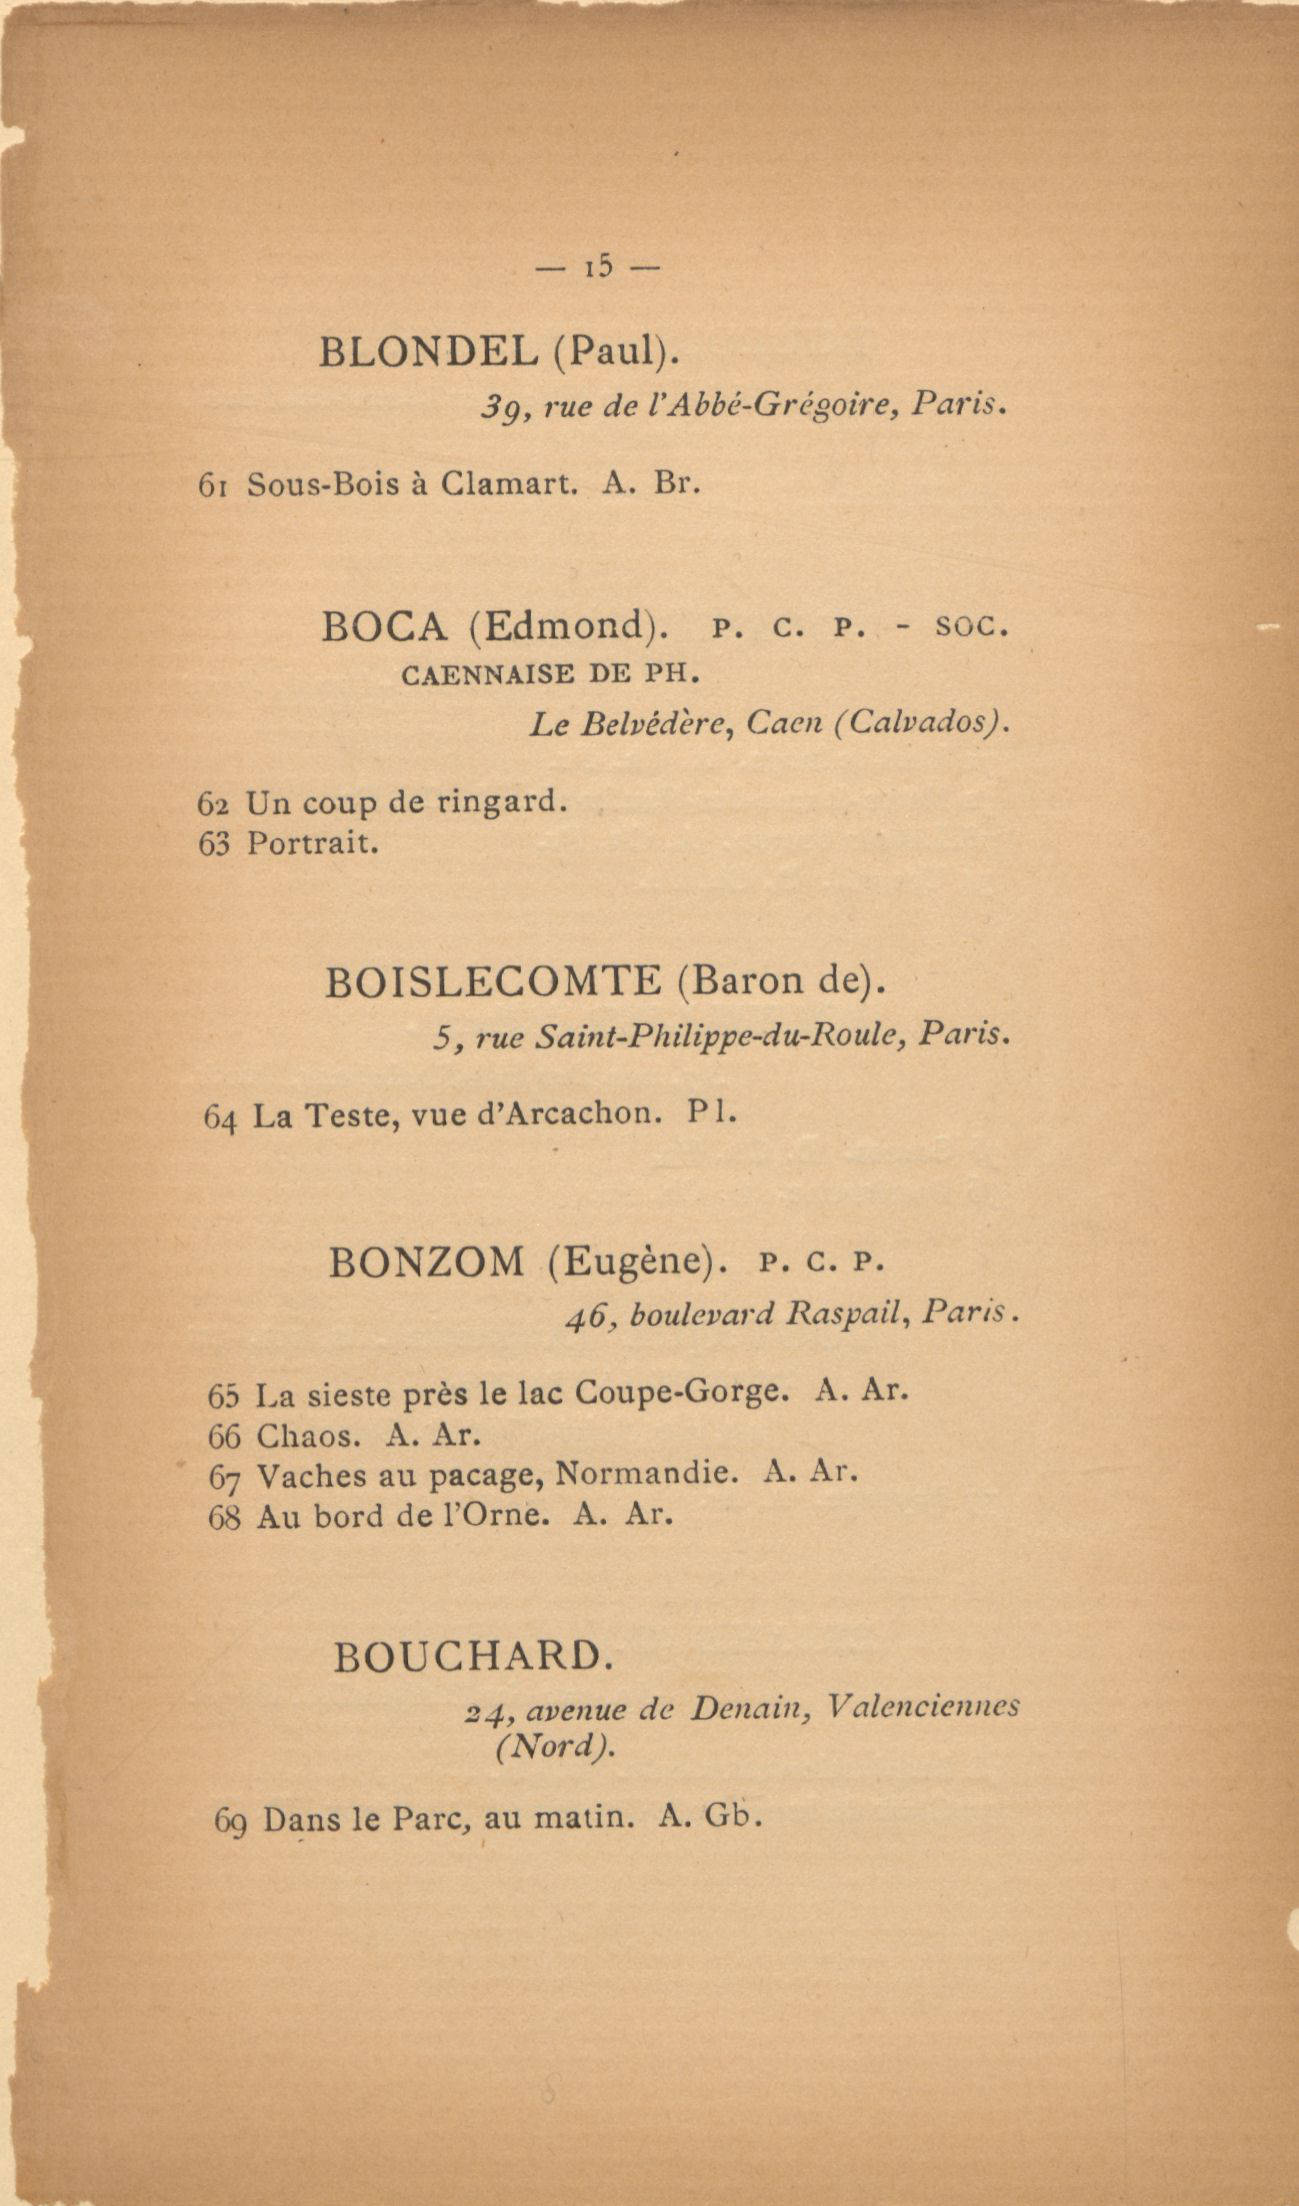 — 15 —
BLONDEL (Paul).
39, rue de l'Abbé-Grégoire, Paris.
61 Sous-Bois à Clamart. A. Br.
BOCA (Edmond). P. C. P. - SOC.
CAENNAISE DE PH.
Le Belvédère, Caen (Calvados).
62 Un coup de ringard.
63 Portrait.
BOISLECOMTE (Baron de).
5, rue Saint-Philippe-du-Roule, Paris.
64 La Teste, vue d'Arcachon. Pl.
BONZOM (Eugène). P. C. P.
46, boulevard Raspail, Paris.
65 La sieste près le lac Coupe-Gorge. A. Ar.
66 Chaos. A. Ar.
67 Vaches au pacage, Normandie. A. Ar.
68 Au bord de l'Orne. A. Ar.
BOUCHARD.
24, avenue de Denain, Valenciennes
(Nord).
69 Dans le Parc, au matin. A. Gb.